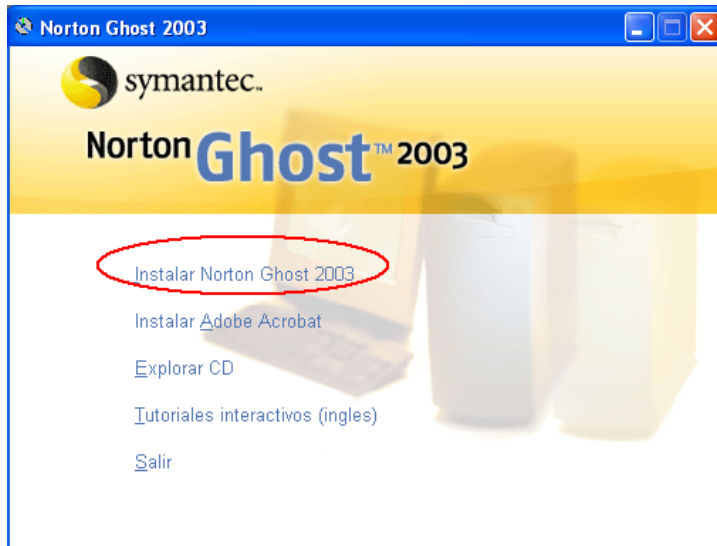 Norton Ghost 2003
symantec.
Norton Ghost™ 2003
Instalar Norton Ghost 2003
Instalar Adobe Acrobat
Explorar CD
Tutoriales interactivos (ingles)
Salir